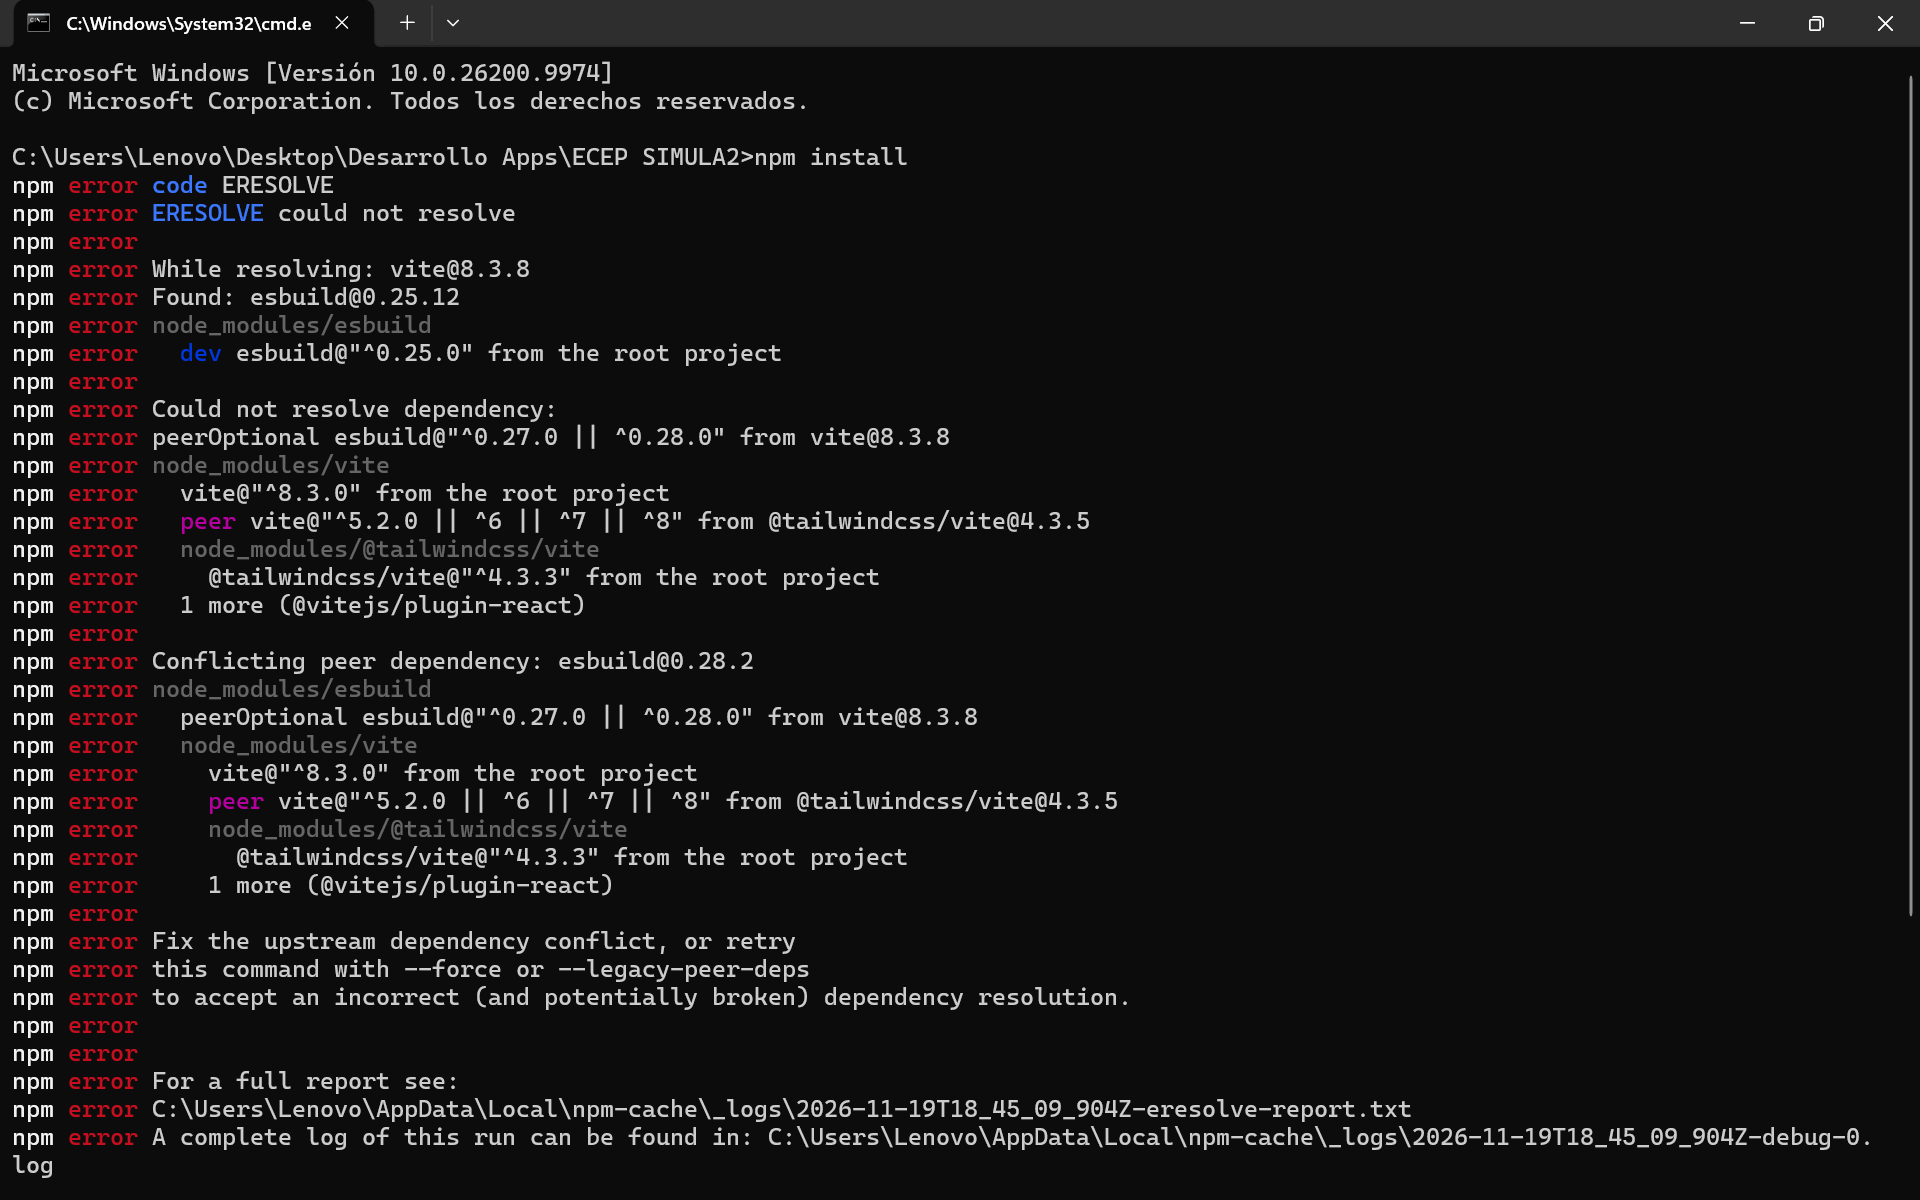 C:\Windows\System32\cmd.e
Microsoft Windows [Versión 10.0.26200.9974]
(c) Microsoft Corporation. Todos los derechos reservados.
C:\Users\Lenovo\Desktop\Desarrollo Apps\ECEP SIMULA2>npm install
npm error code ERESOLVE
npm error ERESOLVE could not resolve
npm error
npm error While resolving: vite@8.3.8
npm error Found: esbuild@0.25.12
npm error node_modules/esbuild
npm error   dev esbuild@"^0.25.0" from the root project
npm error
npm error Could not resolve dependency:
npm error peerOptional esbuild@"^0.27.0 || ^0.28.0" from vite@8.3.8
npm error node_modules/vite
npm error   vite@"^8.3.0" from the root project
npm error   peer vite@"^5.2.0 || ^6 || ^7 || ^8" from @tailwindcss/vite@4.3.5
npm error   node_modules/@tailwindcss/vite
npm error     @tailwindcss/vite@"^4.3.3" from the root project
npm error   1 more (@vitejs/plugin-react)
npm error
npm error Conflicting peer dependency: esbuild@0.28.2
npm error node_modules/esbuild
npm error   peerOptional esbuild@"^0.27.0 || ^0.28.0" from vite@8.3.8
npm error   node_modules/vite
npm error     vite@"^8.3.0" from the root project
npm error     peer vite@"^5.2.0 || ^6 || ^7 || ^8" from @tailwindcss/vite@4.3.5
npm error     node_modules/@tailwindcss/vite
npm error       @tailwindcss/vite@"^4.3.3" from the root project
npm error     1 more (@vitejs/plugin-react)
npm error
npm error Fix the upstream dependency conflict, or retry
npm error this command with --force or --legacy-peer-deps
npm error to accept an incorrect (and potentially broken) dependency resolution.
npm error
npm error
npm error For a full report see:
npm error C:\Users\Lenovo\AppData\Local\npm-cache\_logs\2026-11-19T18_45_09_904Z-eresolve-report.txt
npm error A complete log of this run can be found in: C:\Users\Lenovo\AppData\Local\npm-cache\_logs\2026-11-19T18_45_09_904Z-debug-0.
log